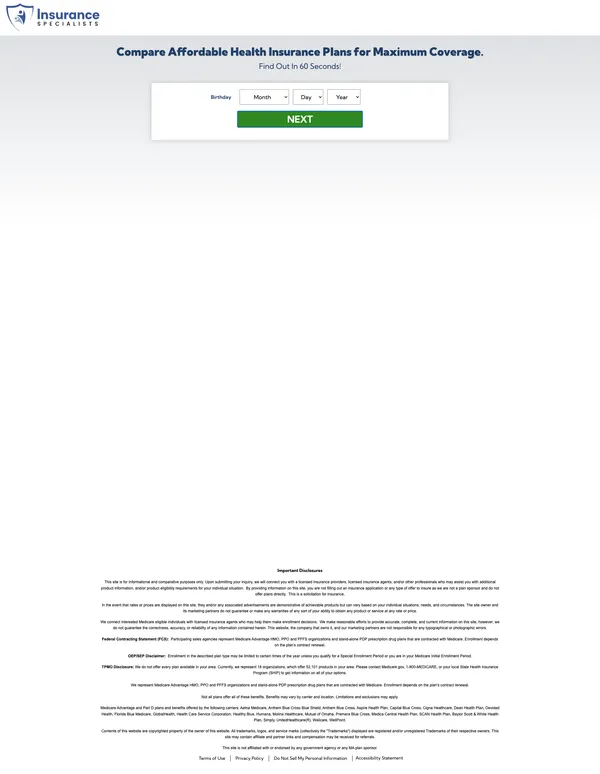 Insurance
SPECIALISTS
Compare Affordable Health Insurance Plans for Maximum Coverage.
Find Out In 60 Seconds!
Birthday Month Day Year
NEXT
Important Disclosures
This site is for informational and comparative purposes only. Upon submitting your inquiry, we will connect you with a licensed insurance providers, licensed insurance agents, and/or other professionals who may assist you with additional
product information, and/or product eligibility requirements for your individual situation. By providing information on this site, you are not filling out an insurance application or any type of offer to insure as we are not a plan sponsor and do not
offer plans directly. This is a solicitation for insurance.
In the event that rates or prices are displayed on this site, they and/or any associated advertisements are demonstrative of achievable products but can vary based on your individual situations, needs, and circumstances. The site owner and
its marketing partners do not guarantee or make any warranties of any sort of your ability to obtain any product or service at any rate or price.
We connect interested Medicare eligible individuals with licensed insurance agents who may help them make enrollment decisions. We make reasonable efforts to provide accurate, complete, and current information on this site, however, we
do not guarantee the correctness, accuracy, or reliability of any information contained herein. This website, the company that owns it, and our marketing partners are not responsible for any typographical or photographic errors.
Federal Contracting Statement (FCS): Participating sales agencies represent Medicare Advantage HMO, PPO and PFFS organizations and stand-alone PDP prescription drug plans that are contracted with Medicare. Enrollment depends
on the plan's contract renewal.
OEP/SEP Disclaimer: Enrollment in the described plan type may be limited to certain times of the year unless you qualify for a Special Enrollment Period or you are in your Medicare Initial Enrollment Period.
TPMO Disclosure: We do not offer every plan available in your area. Currently, we represent 18 organizations, which offer 52,101 products in your area. Please contact Medicare.gov, 1-800-MEDICARE, or your local State Health Insurance
Program (SHIP) to get information on all of your options.
We represent Medicare Advantage HMO, PPO and PFFS organizations and stand-alone PDP prescription drug plans that are contracted with Medicare. Enrollment depends on the plan's contract renewal.
Not all plans offer all of these benefits. Benefits may vary by carrier and location. Limitations and exclusions may apply.
Medicare Advantage and Part D plans and benefits offered by the following carriers: Aetna Medicare, Anthem Blue Cross Blue Shield, Anthem Blue Cross, Aspire Health Plan, Capital Blue Cross, Cigna Healthcare, Dean Health Plan, Devoted
Health, Florida Blue Medicare, GlobalHealth, Health Care Service Corporation, Healthy Blue, Humana, Molina Healthcare, Mutual of Omaha, Premera Blue Cross, Medica Central Health Plan, SCAN Health Plan, Baylor Scott & White Health
Plan, Simply, UnitedHealthcare(R), Wellcare, WellPoint.
Contents of this website are copyrighted property of the owner of this website. All trademarks, logos, and service marks (collectively the "Trademarks") displayed are registered and/or unregistered Trademarks of their respective owners. This
site may contain affiliate and partner links and compensation may be received for referrals.
This site is not affiliated with or endorsed by any government agency or any MA plan sponsor
Terms of Use | Privacy Policy | Do Not Sell My Personal Information | Accessibility Statement